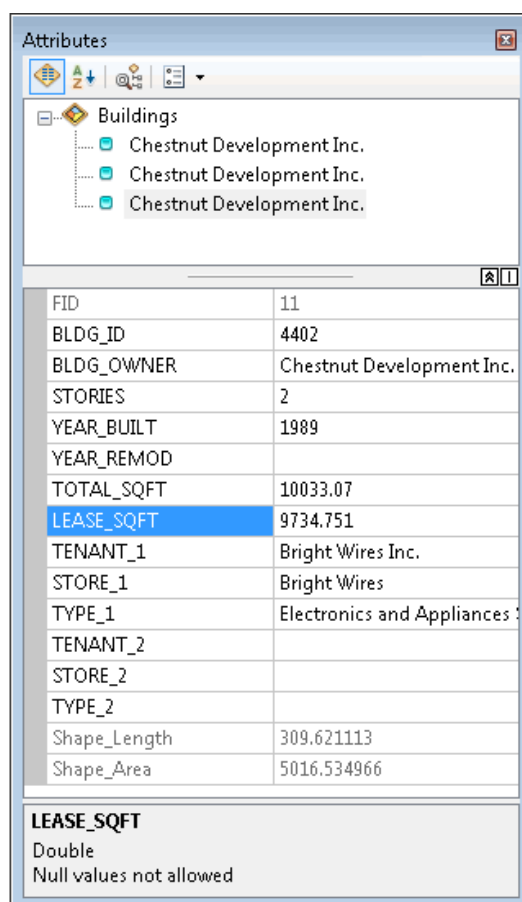 Attributes
Buildings
Chestnut Development Inc.
Chestnut Development Inc.
Chestnut Development Inc.
FID 11
BLDG_ID 4402
BLDG_OWNER Chestnut Development Inc.
STORIES 2
YEAR_BUILT 1989
YEAR_REMOD
TOTAL_SQFT 10033.07
LEASE_SQFT 9734.751
TENANT_1 Bright Wires Inc.
STORE_1 Bright Wires
TYPE_1 Electronics and Appliances
TENANT_2
STORE_2
TYPE_2
Shape_Length 309.621113
Shape_Area 5016.534966
LEASE_SQFT
Double
Null values not allowed